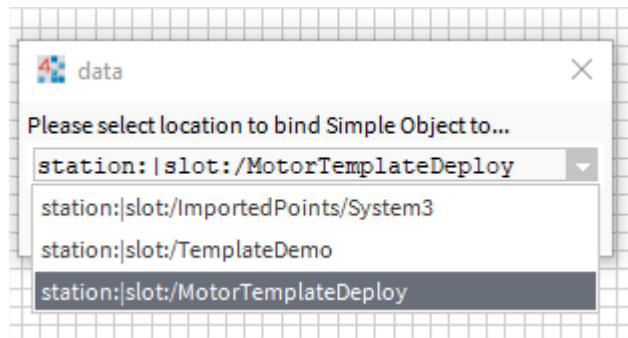 data
Please select location to bind Simple Object to...
station:|slot:/MotorTemplateDeploy
station:|slot:/ImportedPoints/System3
station:|slot:/TemplateDemo
station:|slot:/MotorTemplateDeploy